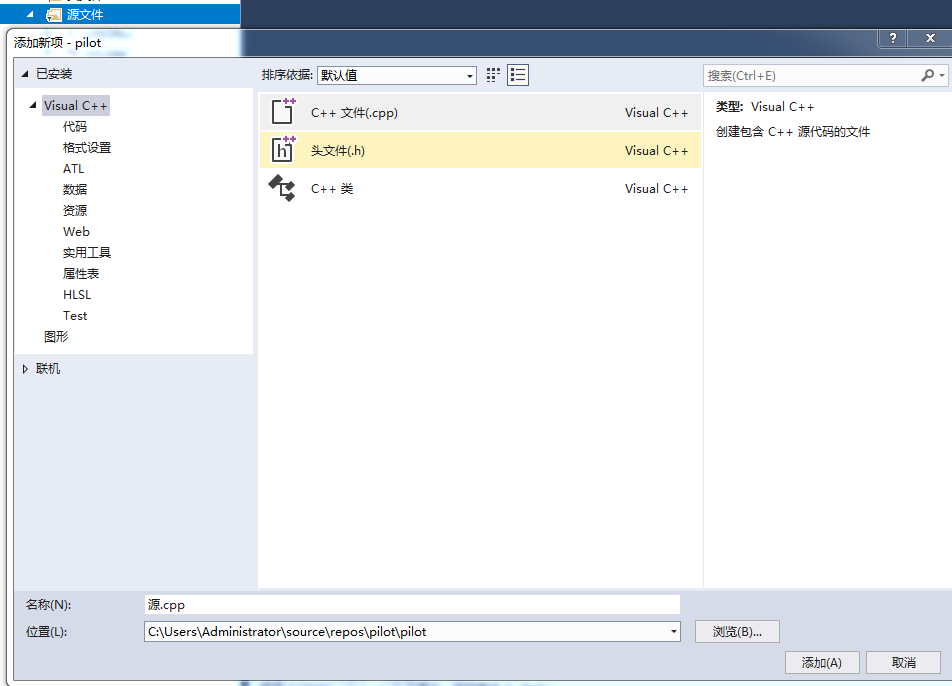 源文件
添加新项 - pilot
?
已安装
排序依据: 默认值
搜索(Ctrl+E)
Visual C++
代码
格式设置
ATL
数据
资源
Web
实用工具
属性表
HLSL
Test
图形
联机
C++ 文件(.cpp) Visual C++
头文件(.h) Visual C++
C++ 类 Visual C++
类型: Visual C++
创建包含 C++ 源代码的文件
名称(N): 源.cpp
位置(L): C:\Users\Administrator\source\repos\pilot\pilot
浏览(B)...
添加(A) 取消